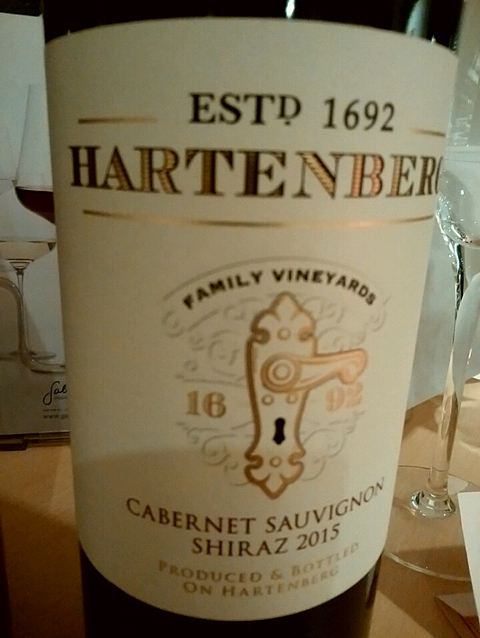 ESTD 1692
HARTENBERG
FAMILY VINEYARDS
16 92
CABERNET SAUVIGNON
SHIRAZ 2015
PRODUCED & BOTTLED
ON HARTENBERG